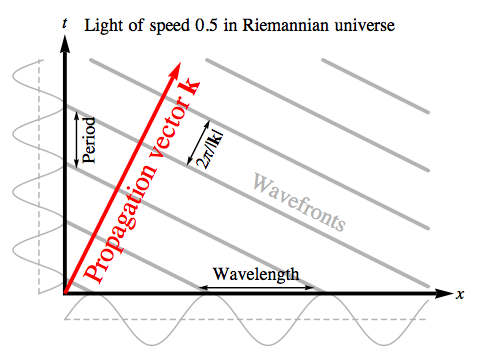 t
Light of speed 0.5 in Riemannian universe
Propagation vector k
Period
2π/|k|
Wavefronts
Wavelength
x